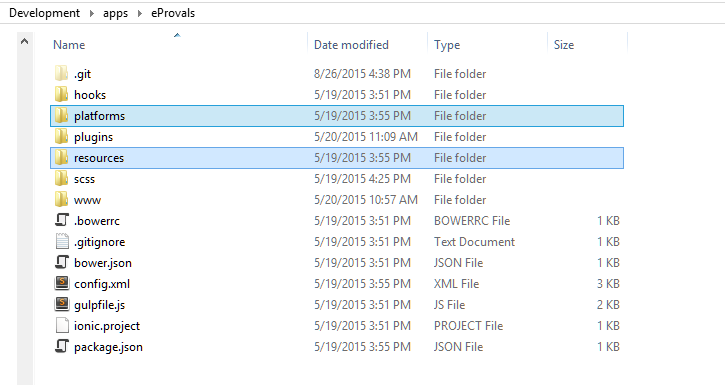 Development › apps › eProvals
Name Date modified Type Size
.git 8/26/2015 4:38 PM File folder
hooks 5/19/2015 3:51 PM File folder
platforms 5/19/2015 3:55 PM File folder
plugins 5/20/2015 11:09 AM File folder
resources 5/19/2015 3:55 PM File folder
scss 5/19/2015 4:25 PM File folder
www 5/20/2015 10:57 AM File folder
.bowerrc 5/19/2015 3:51 PM BOWERRC File 1 KB
.gitignore 5/19/2015 3:51 PM Text Document 1 KB
bower.json 5/19/2015 3:51 PM JSON File 1 KB
config.xml 5/19/2015 3:55 PM XML File 3 KB
gulpfile.js 5/19/2015 3:51 PM JS File 2 KB
ionic.project 5/19/2015 3:51 PM PROJECT File 1 KB
package.json 5/19/2015 3:55 PM JSON File 1 KB